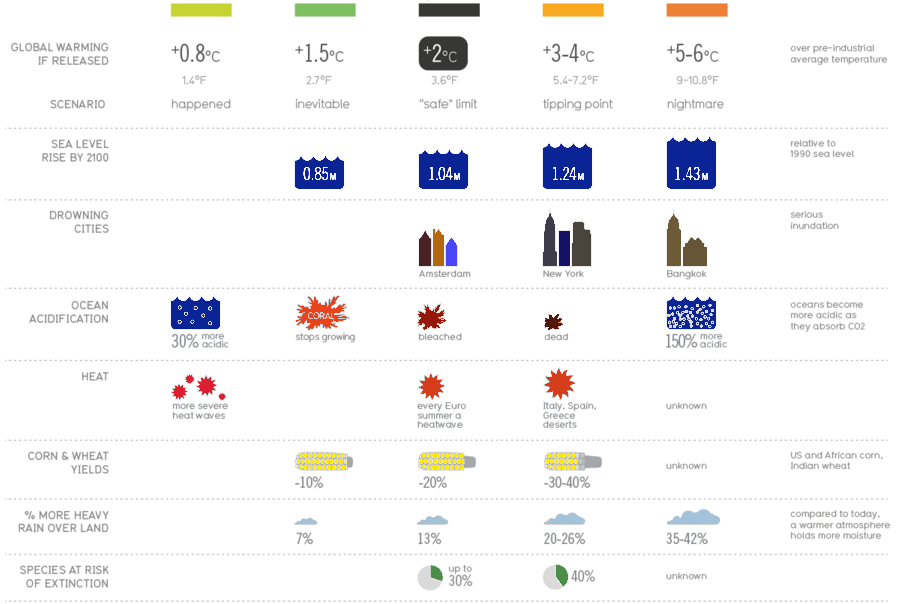 GLOBAL WARMING
IF RELEASED
+0.8°C
+1.5°C
+2°C
+3-4°C
+5-6°C
over pre-industrial
average temperature
1.4°F
2.7°F
3.6°F
5.4-7.2°F
9-10.8°F
SCENARIO
happened
inevitable
"safe" limit
tipping point
nightmare
SEA LEVEL
RISE BY 2100
0.85M
1.04M
1.24M
1.43M
relative to
1990 sea level
DROWNING
CITIES
Amsterdam
New York
Bangkok
serious
inundation
OCEAN
ACIDIFICATION
30% more
acidic
CORAL
stops growing
bleached
dead
150% more
acidic
oceans become
more acidic as
they absorb CO2
HEAT
more severe
heat waves
every Euro
summer a
heatwave
Italy, Spain,
Greece
deserts
unknown
CORN & WHEAT
YIELDS
-10%
-20%
-30-40%
unknown
US and African corn,
Indian wheat
% MORE HEAVY
RAIN OVER LAND
7%
13%
20-26%
35-42%
compared to today,
a warmer atmosphere
holds more moisture
SPECIES AT RISK
OF EXTINCTION
up to
30%
40%
unknown